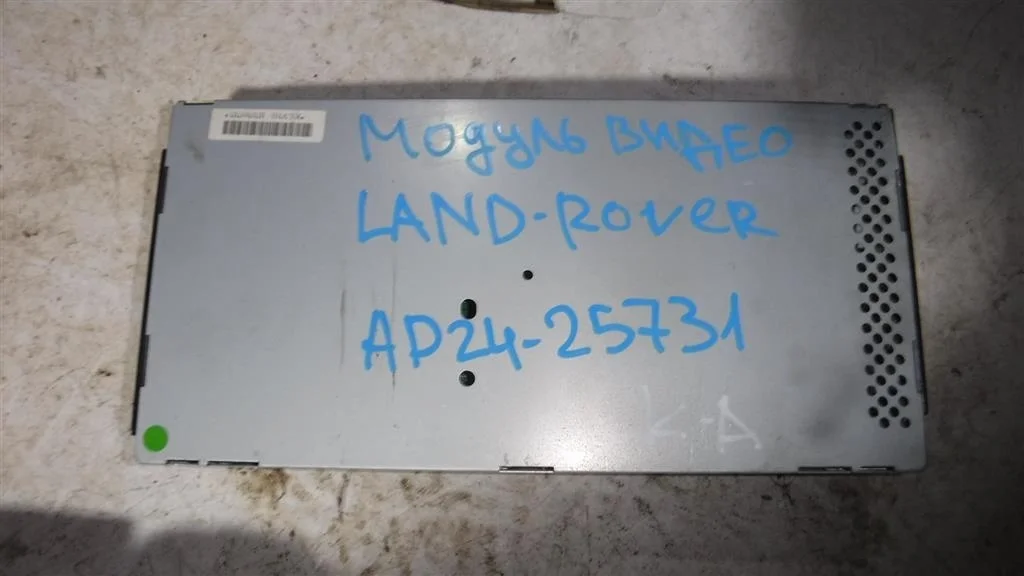 Модуль ВИДЕО
LAND-ROVER
AP24-25731
К-Д